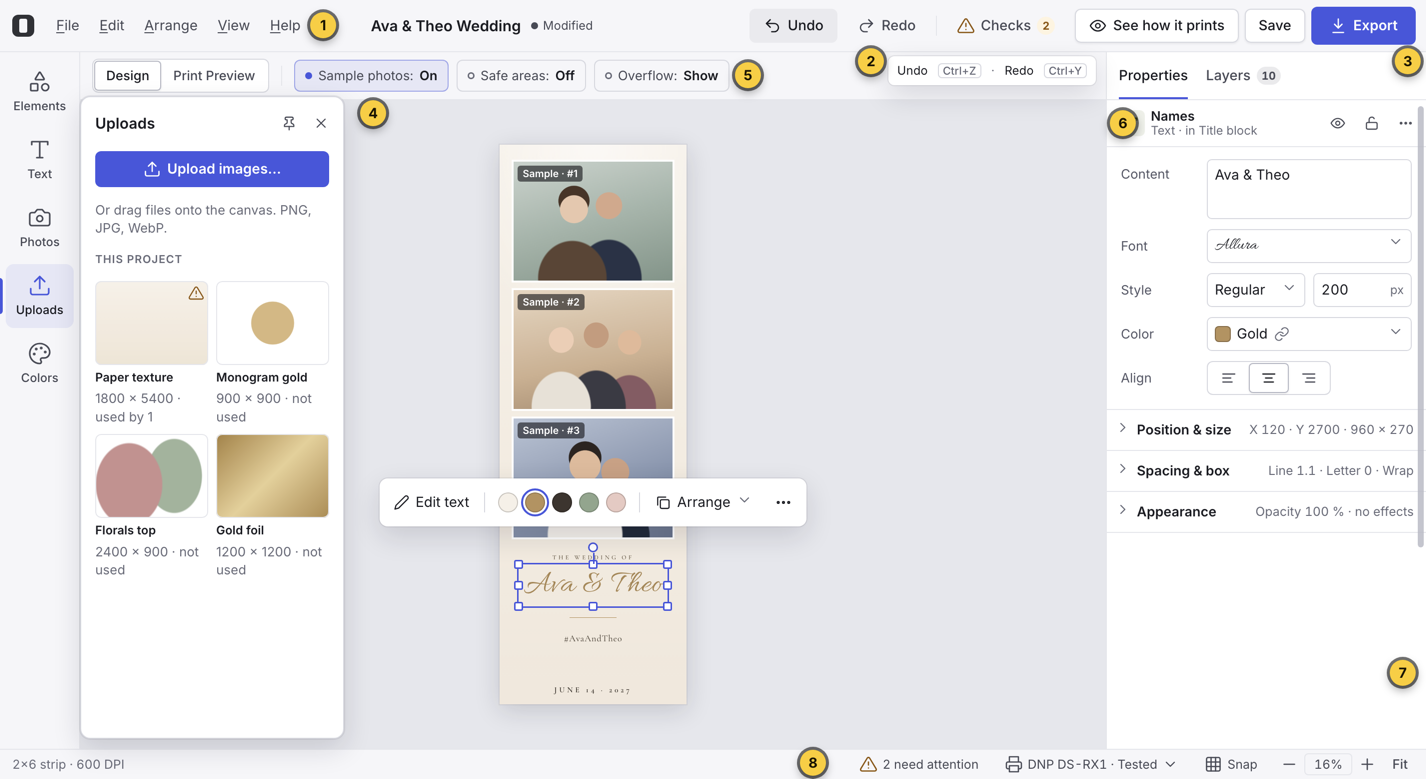 File Edit Arrange View Help 1 Ava & Theo Wedding Modified Undo Redo Checks 2 See how it prints Save Export
Design Print Preview Sample photos: On Safe areas: Off Overflow: Show 5
2 Undo Ctrl+Z · Redo Ctrl+Y
3
Properties Layers 10
Elements
Text
Photos
Uploads
Colors
4
Uploads
Upload images...
Or drag files onto the canvas. PNG,
JPG, WebP.
THIS PROJECT
Paper texture
1800 × 5400 ·
used by 1
Monogram gold
900 × 900 · not
used
Florals top
2400 × 900 · not
used
Gold foil
1200 × 1200 · not
used
Sample · #1
Sample · #2
Sample · #3
Edit text Arrange
THE WEDDING OF
Ava & Theo
#AvaAndTheo
JUNE 14 · 2027
6 Names
Text · in Title block
Content Ava & Theo
Font Allura
Style Regular 200 px
Color Gold
Align
Position & size X 120 · Y 2700 · 960 × 270
Spacing & box Line 1.1 · Letter 0 · Wrap
Appearance Opacity 100 % · no effects
7
2×6 strip · 600 DPI 8 2 need attention DNP DS-RX1 · Tested Snap 16% Fit